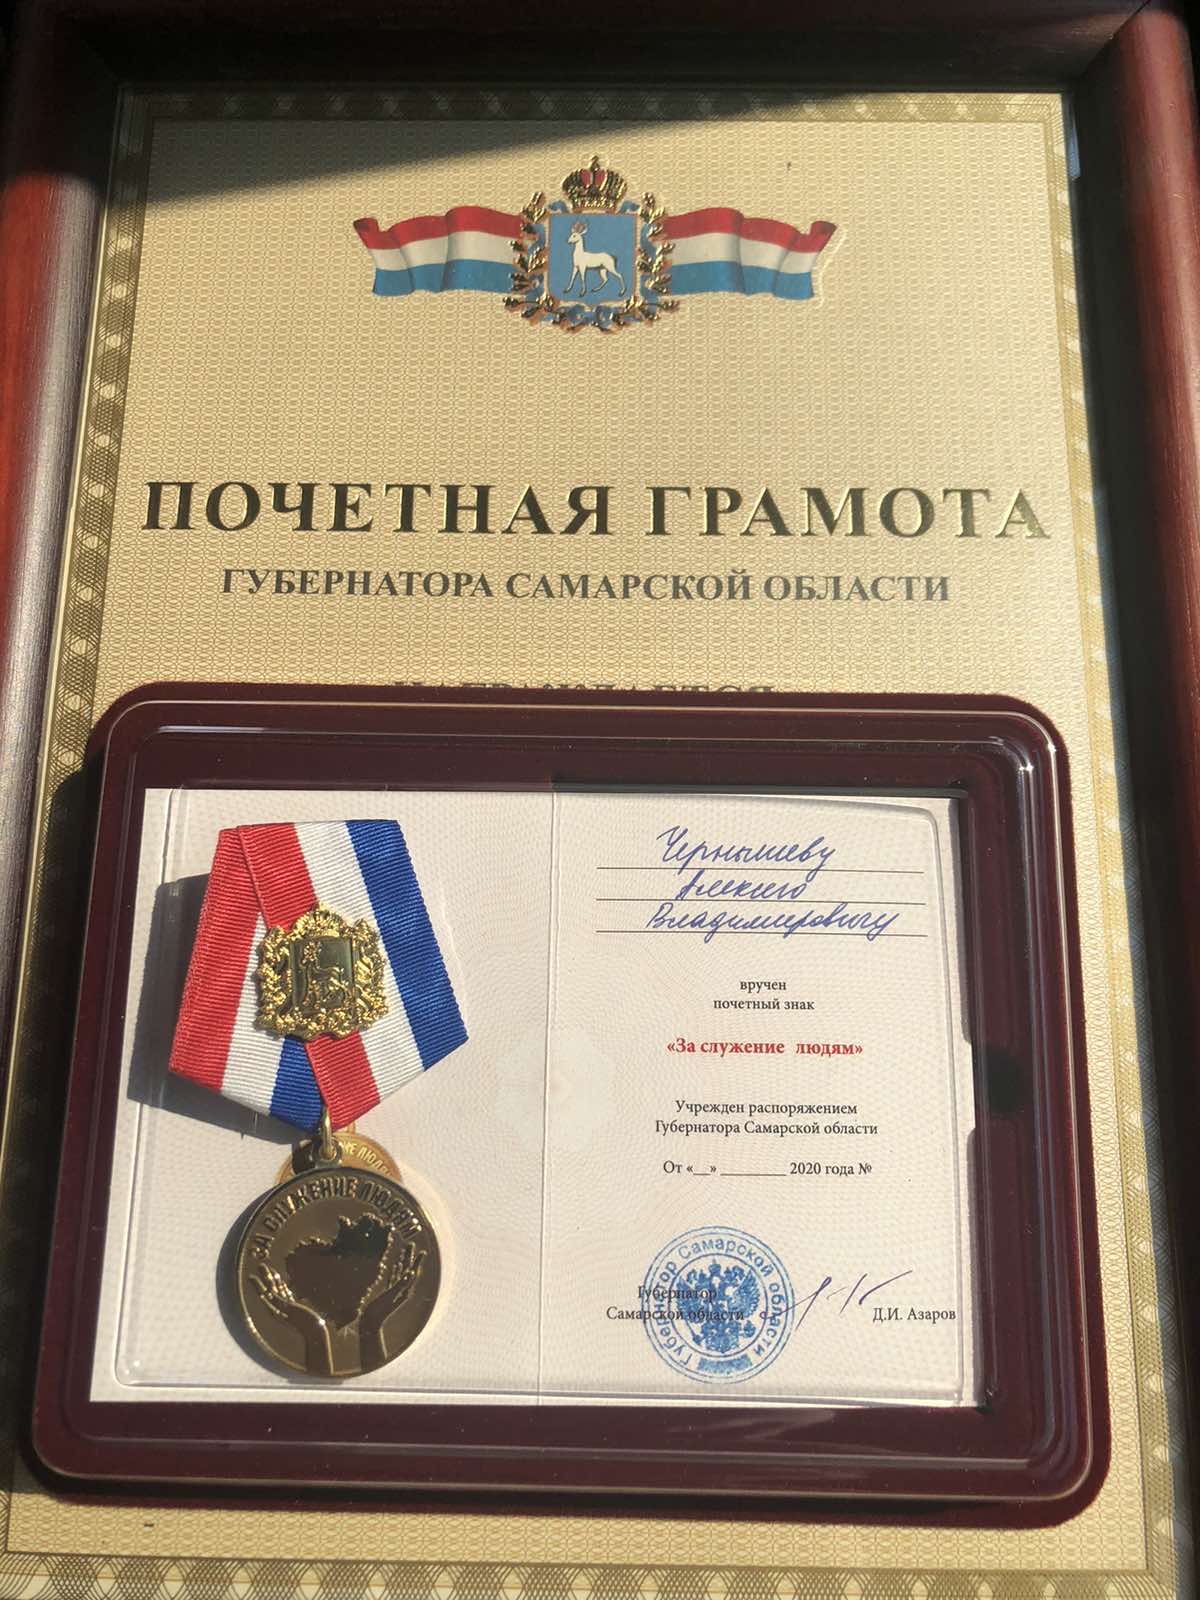 ПОЧЕТНАЯ ГРАМОТА
ГУБЕРНАТОРА САМАРСКОЙ ОБЛАСТИ
НАГРАЖДАЕТСЯ
ЗА СЛУЖЕНИЕ ЛЮДЯМ
Чернышеву
Алексею
Владимировичу
вручен
почетный знак
«За служение людям»
Учрежден распоряжением
Губернатора Самарской области
От «__» ________ 2020 года №
Губернатор
Самарской области
Д.И. Азаров
Губернатор Самарской области